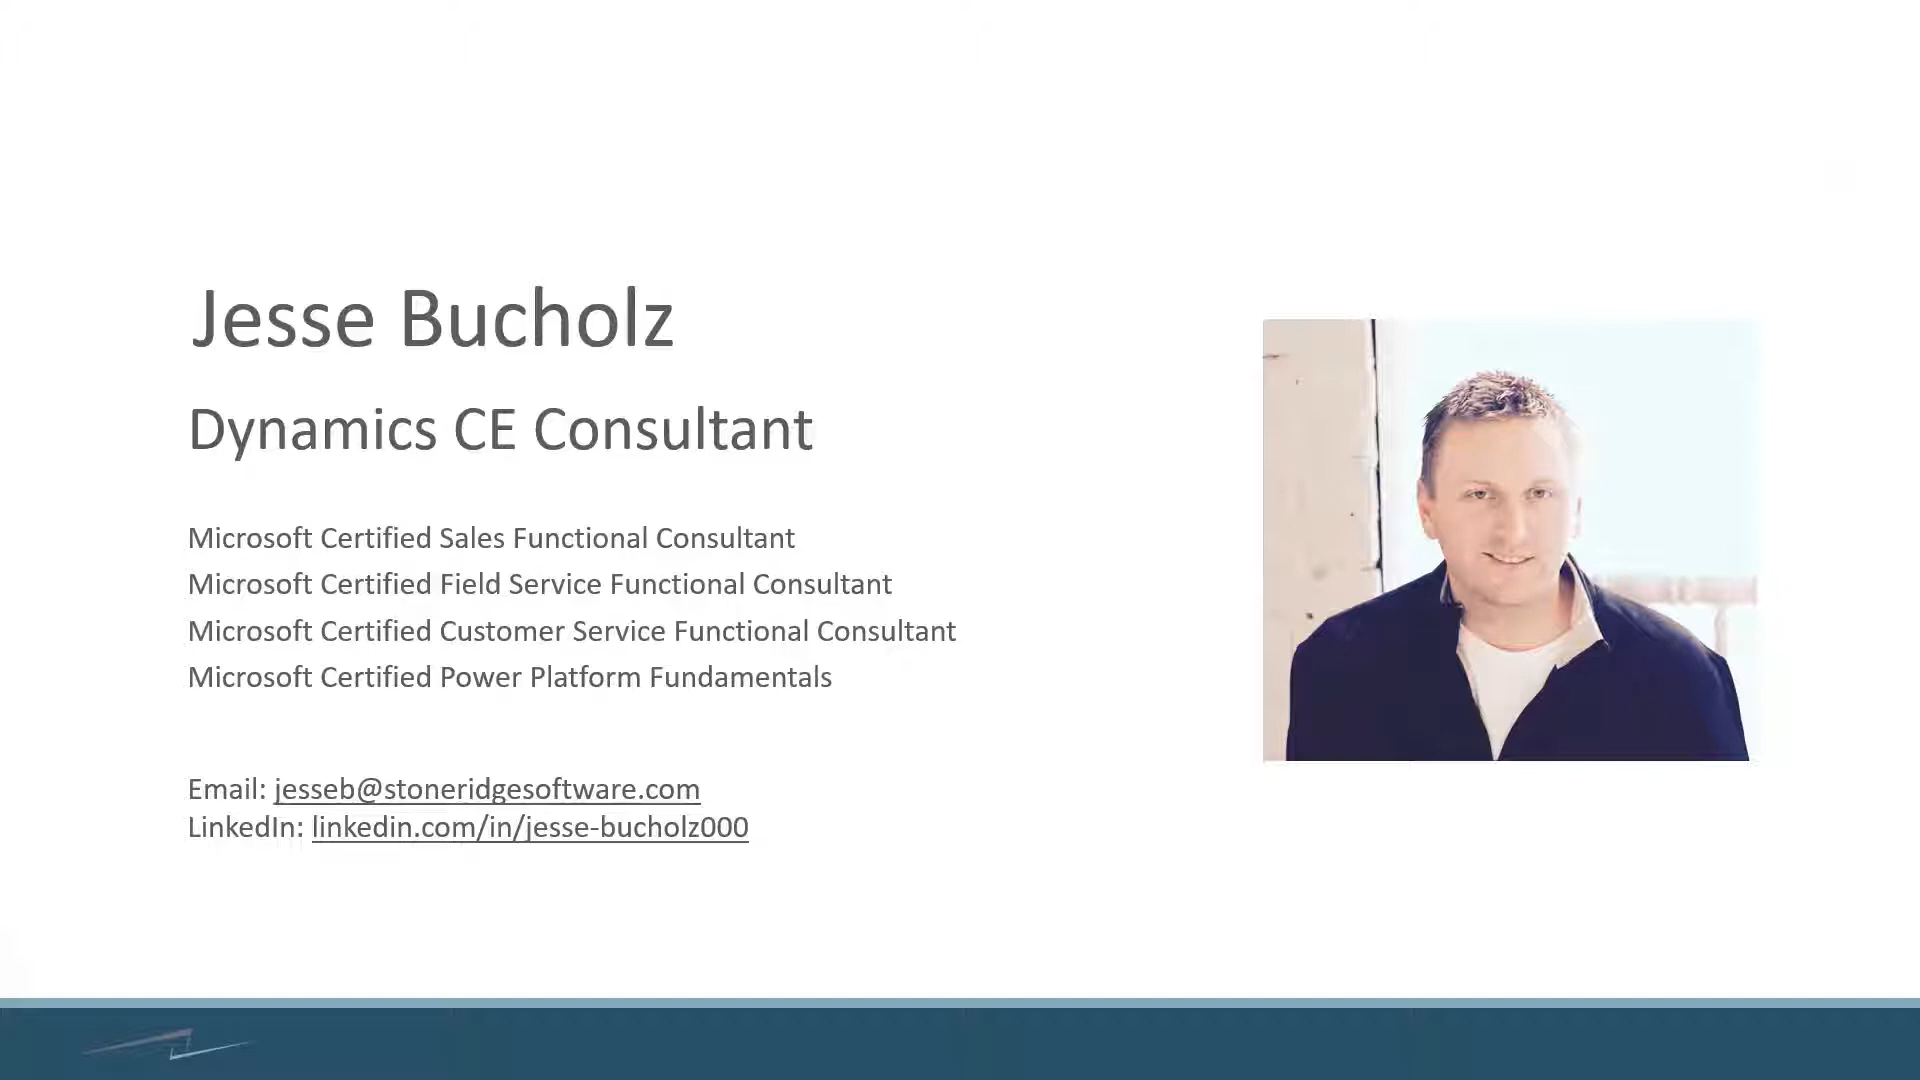 Jesse Bucholz
Dynamics CE Consultant
Microsoft Certified Sales Functional Consultant
Microsoft Certified Field Service Functional Consultant
Microsoft Certified Customer Service Functional Consultant
Microsoft Certified Power Platform Fundamentals
Email: jesseb@stoneridgesoftware.com
LinkedIn: linkedin.com/in/jesse-bucholz000